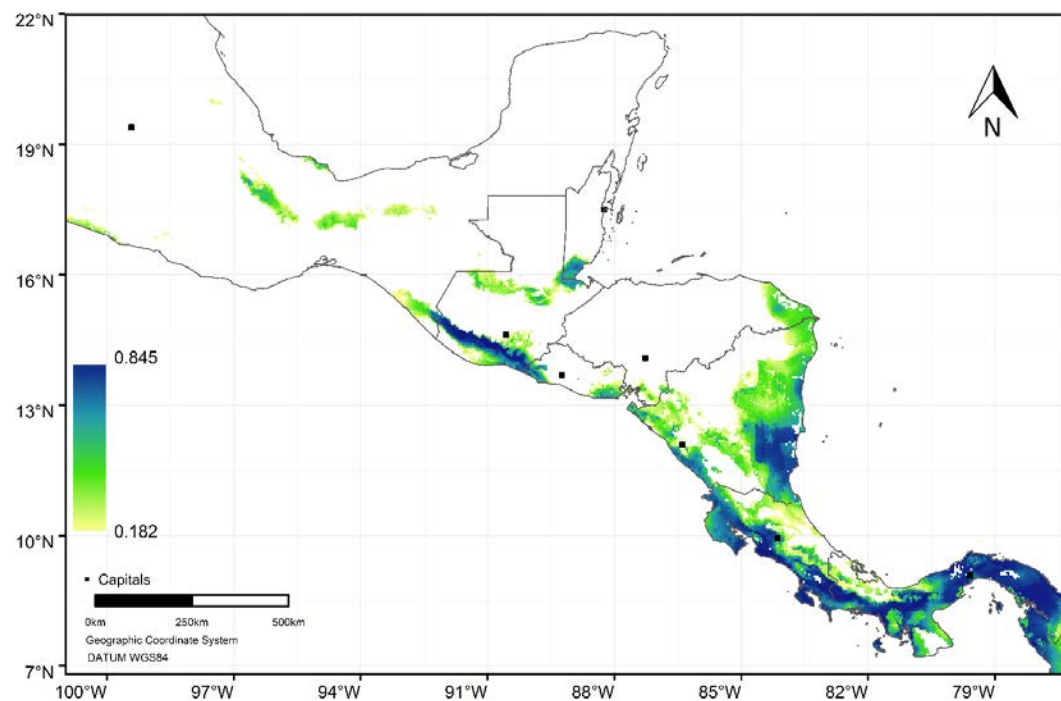 22°N
19°N
16°N
13°N
10°N
7°N
N
0.845
0.182
Capitals
0km 250km 500km
Geographic Coordinate System
DATUM WGS84
100°W 97°W 94°W 91°W 88°W 85°W 82°W 79°W